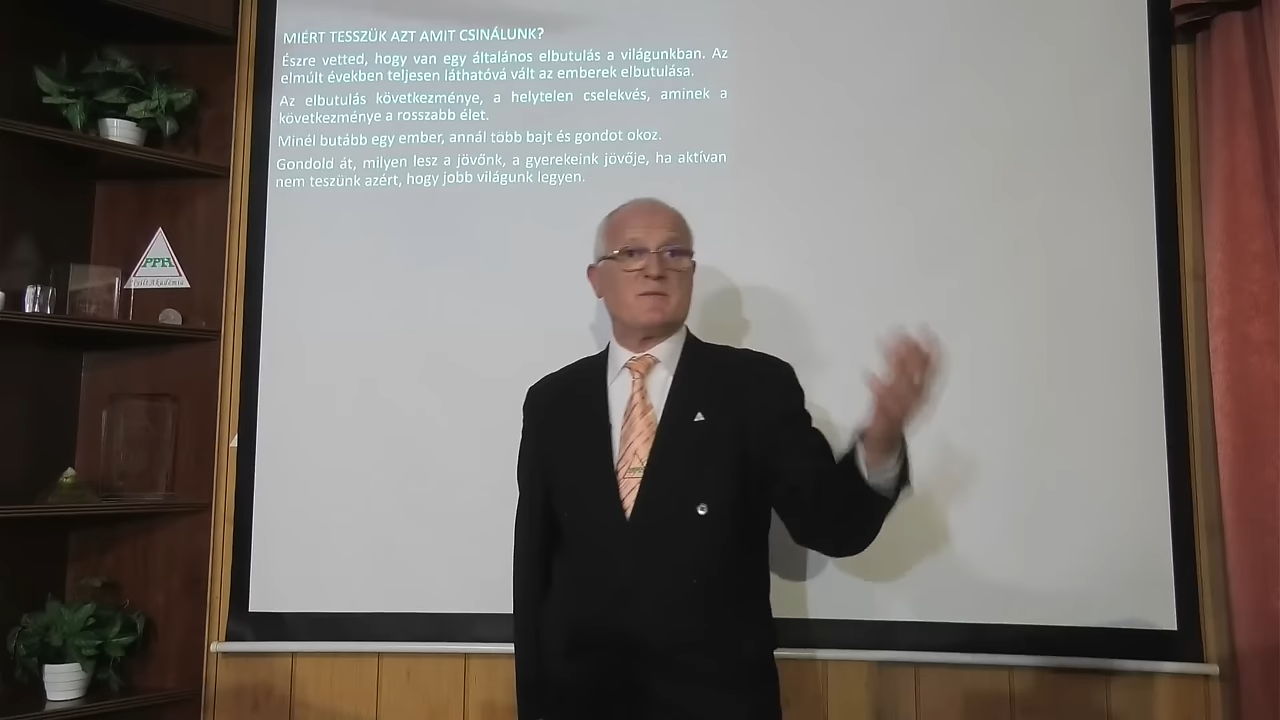 MIÉRT TESSZÜK AZT AMIT CSINÁLUNK?
Észre vetted, hogy van egy általános elbutulás a világunkban. Az
elmúlt években teljesen láthatóvá vált az emberek elbutulása.
Az elbutulás következménye, a helytelen cselekvés, aminek a
következménye a rosszabb élet.
Minél butább egy ember, annál több bajt és gondot okoz.
Gondold át, milyen lesz a jövőnk, a gyerekeink jövője, ha aktívan
nem teszünk azért, hogy jobb világunk legyen.
PPH
Nyílt Akadémia